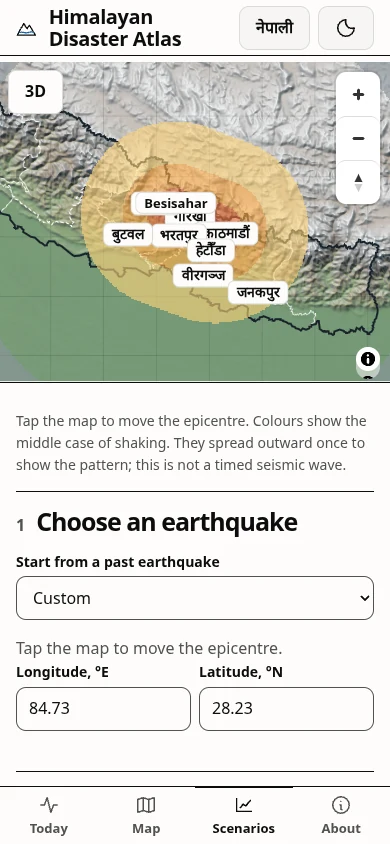 Himalayan
Disaster Atlas
नेपाली
3D
Besisahar
गोरखा
बुटवल
भरतपुर
काठमाडौं
हेटौँडा
वीरगञ्ज
जनकपुर
Tap the map to move the epicentre. Colours show the
middle case of shaking. They spread outward once to
show the pattern; this is not a timed seismic wave.
1 Choose an earthquake
Start from a past earthquake
Custom
Tap the map to move the epicentre.
Longitude, °E Latitude, °N
84.73 28.23
Today Map Scenarios About